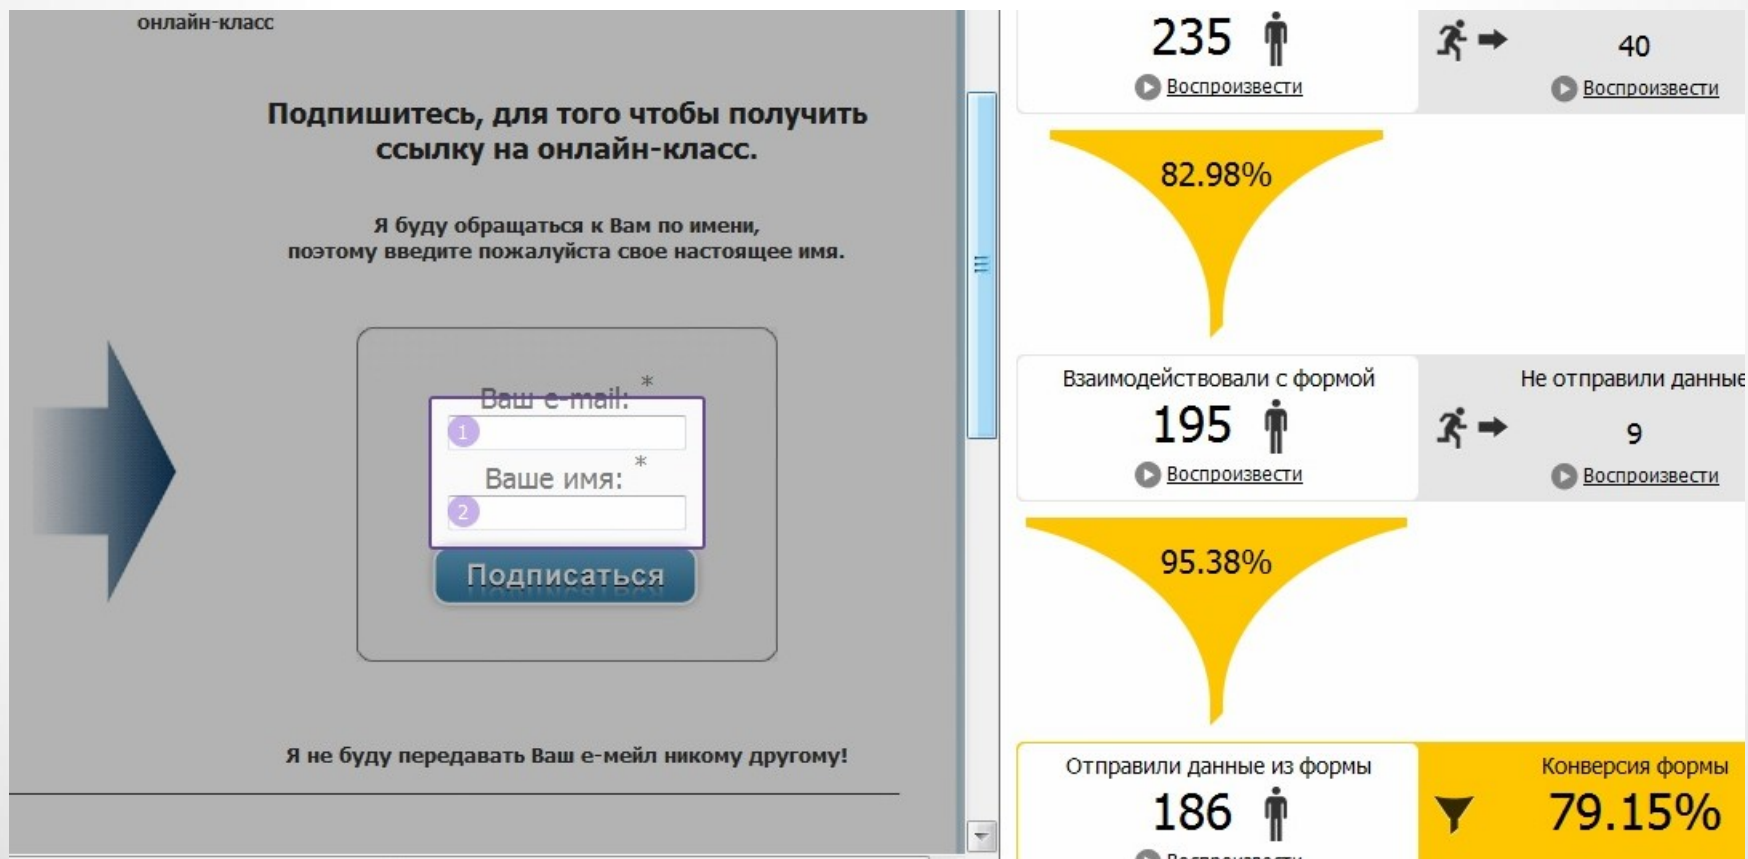 онлайн-класс
Подпишитесь, для того чтобы получить
ссылку на онлайн-класс.
Я буду обращаться к Вам по имени,
поэтому введите пожалуйста свое настоящее имя.
Ваш e-mail: *
1
Ваше имя: *
2
Подписаться
Я не буду передавать Ваш е-мейл никому другому!
235
Воспроизвести
40
Воспроизвести
82.98%
Взаимодействовали с формой
195
Воспроизвести
Не отправили данные
9
Воспроизвести
95.38%
Отправили данные из формы
186
Конверсия формы
79.15%